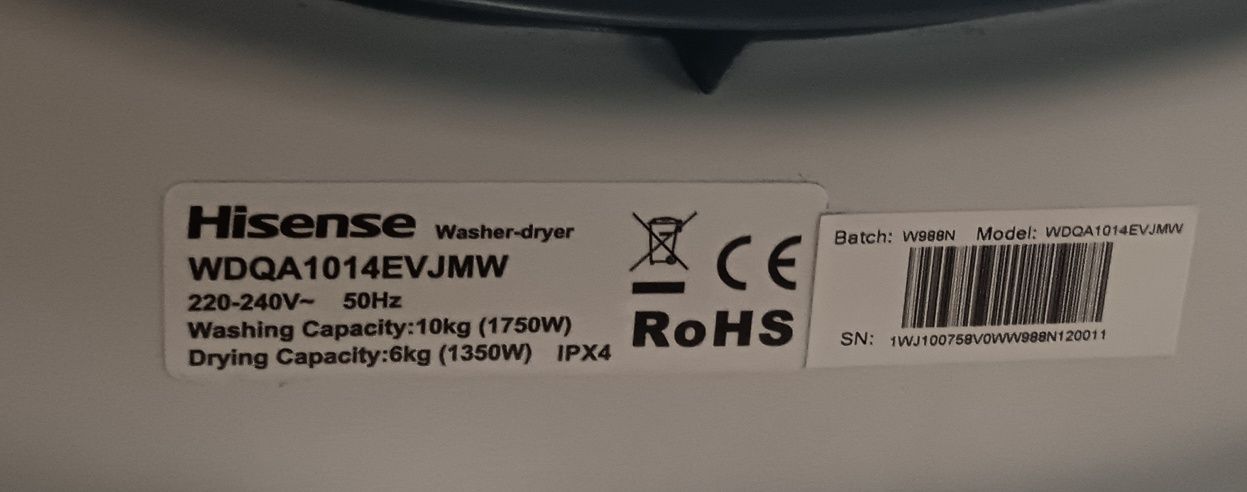 Hisense Washer-dryer
WDQA1014EVJMW
220-240V~ 50Hz
Washing Capacity:10kg (1750W)
Drying Capacity:6kg (1350W) IPX4
CE
RoHS
Batch: W988N Model: WDQA1014EVJMW
SN: 1WJ100758V0WW988N120011